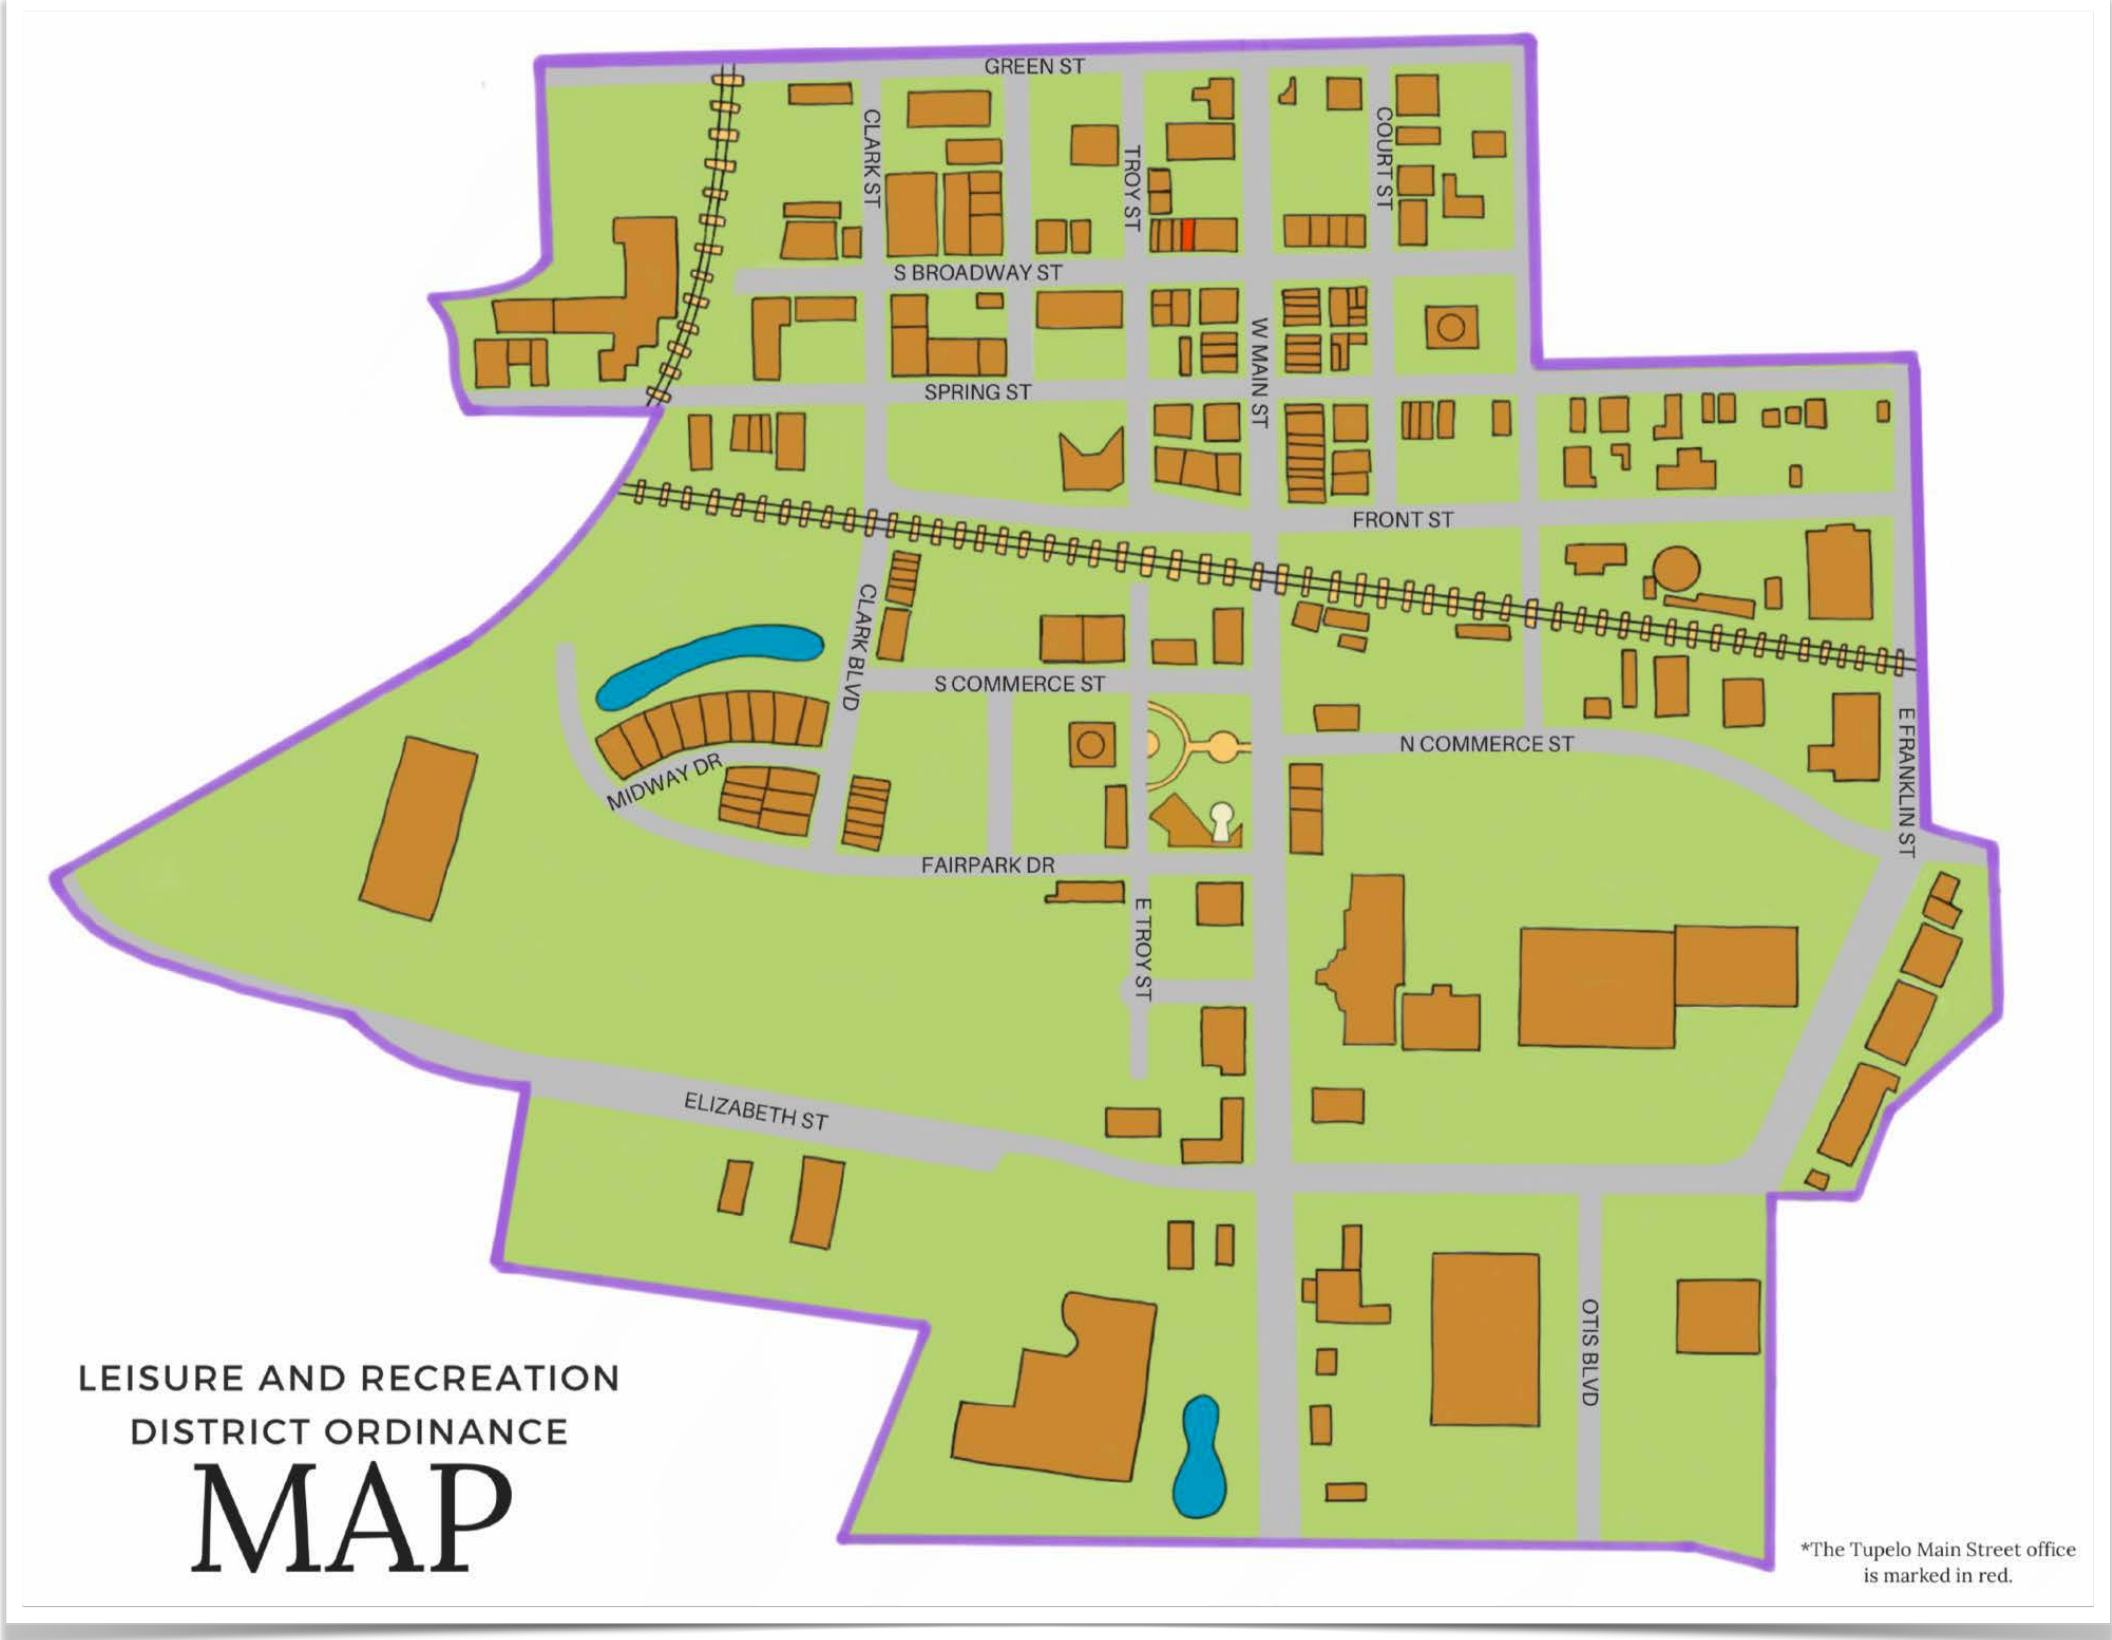 GREEN ST
CLARK ST
TROY ST
COURT ST
S BROADWAY ST
W MAIN ST
SPRING ST
FRONT ST
CLARK BLVD
S COMMERCE ST
N COMMERCE ST
E FRANKLIN ST
MIDWAY DR
FAIRPARK DR
E TROY ST
ELIZABETH ST
OTIS BLVD
LEISURE AND RECREATION
DISTRICT ORDINANCE
MAP
*The Tupelo Main Street office
is marked in red.